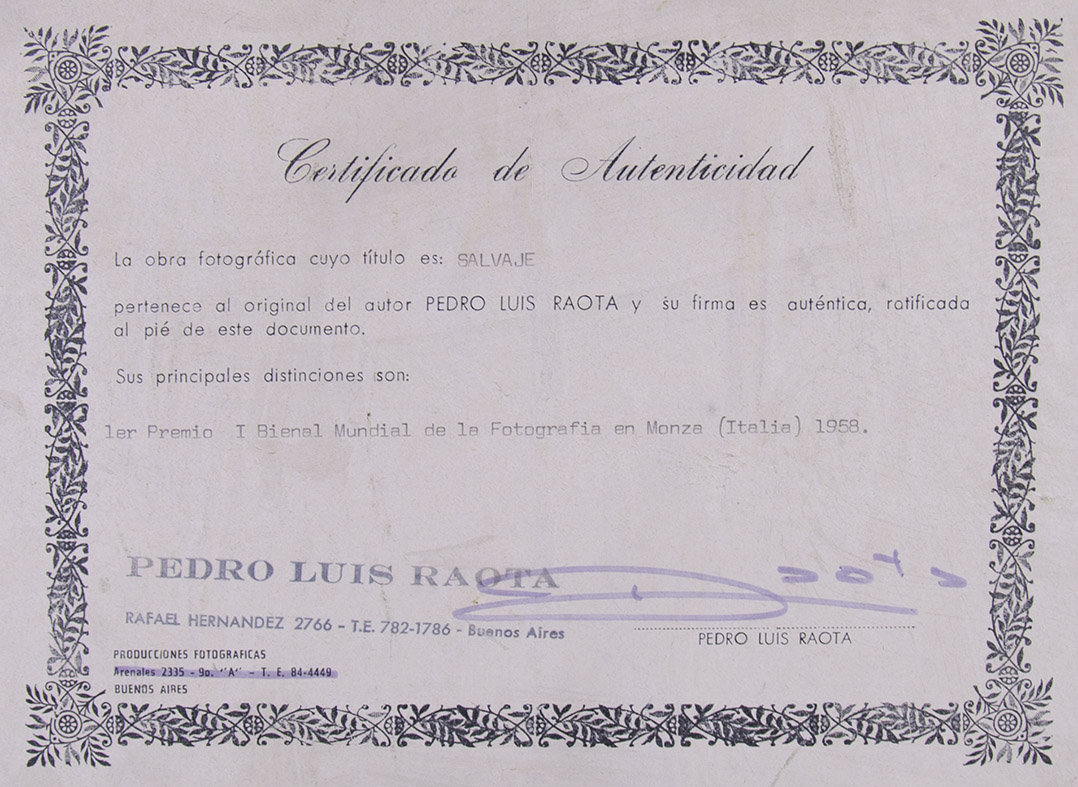 Certificado de Autenticidad
La obra fotográfica cuyo título es: SALVAJE
pertenece al original del autor PEDRO LUIS RAOTA y su firma es auténtica, ratificada
al pié de este documento.
Sus principales distinciones son:
1er Premio I Bienal Mundial de la Fotografia en Monza (Italia) 1958.
PEDRO LUIS RAOTA
RAFAEL HERNANDEZ 2766 - T.E. 782-1786 - Buenos Aires
PEDRO LUIS RAOTA
PRODUCCIONES FOTOGRAFICAS
Arenales 2335 - 9o. "A" - T. E. 84-4449
BUENOS AIRES